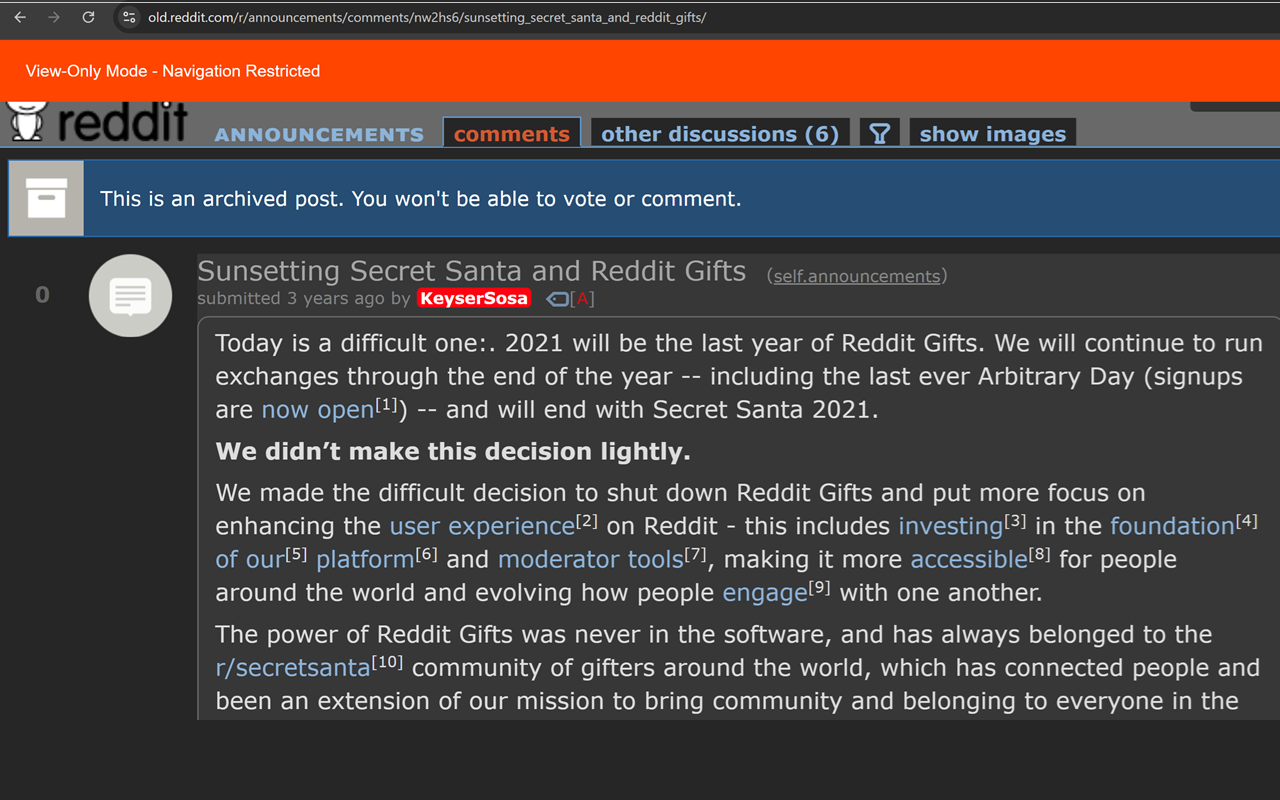 old.reddit.com/r/announcements/comments/nw2hs6/sunsetting_secret_santa_and_reddit_gifts/
View-Only Mode - Navigation Restricted
reddit ANNOUNCEMENTS comments other discussions (6) show images
This is an archived post. You won't be able to vote or comment.
0
Sunsetting Secret Santa and Reddit Gifts (self.announcements)
submitted 3 years ago by KeyserSosa [A]
Today is a difficult one:. 2021 will be the last year of Reddit Gifts. We will continue to run
exchanges through the end of the year -- including the last ever Arbitrary Day (signups
are now open[1]) -- and will end with Secret Santa 2021.
We didn’t make this decision lightly.
We made the difficult decision to shut down Reddit Gifts and put more focus on
enhancing the user experience[2] on Reddit - this includes investing[3] in the foundation[4]
of our[5] platform[6] and moderator tools[7], making it more accessible[8] for people
around the world and evolving how people engage[9] with one another.
The power of Reddit Gifts was never in the software, and has always belonged to the
r/secretsanta[10] community of gifters around the world, which has connected people and
been an extension of our mission to bring community and belonging to everyone in the